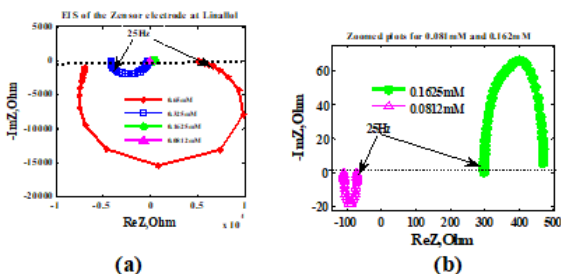 EIS of the Zensor electrode at Linallol
25Hz
-ImZ,Ohm
5000
0
-5000
-10000
-15000
-20000
0.65mM
0.325mM
0.1625mM
0.0812mM
-1 -0.5 0 0.5 1
x 10⁴
ReZ,Ohm
(a)
Zoomed plots for 0.081mM and 0.162mM
-ImZ,Ohm
60
40
20
0
-20
0.1625mM
0.0812mM
25Hz
-100 0 100 200 300 400 500
ReZ,Ohm
(b)